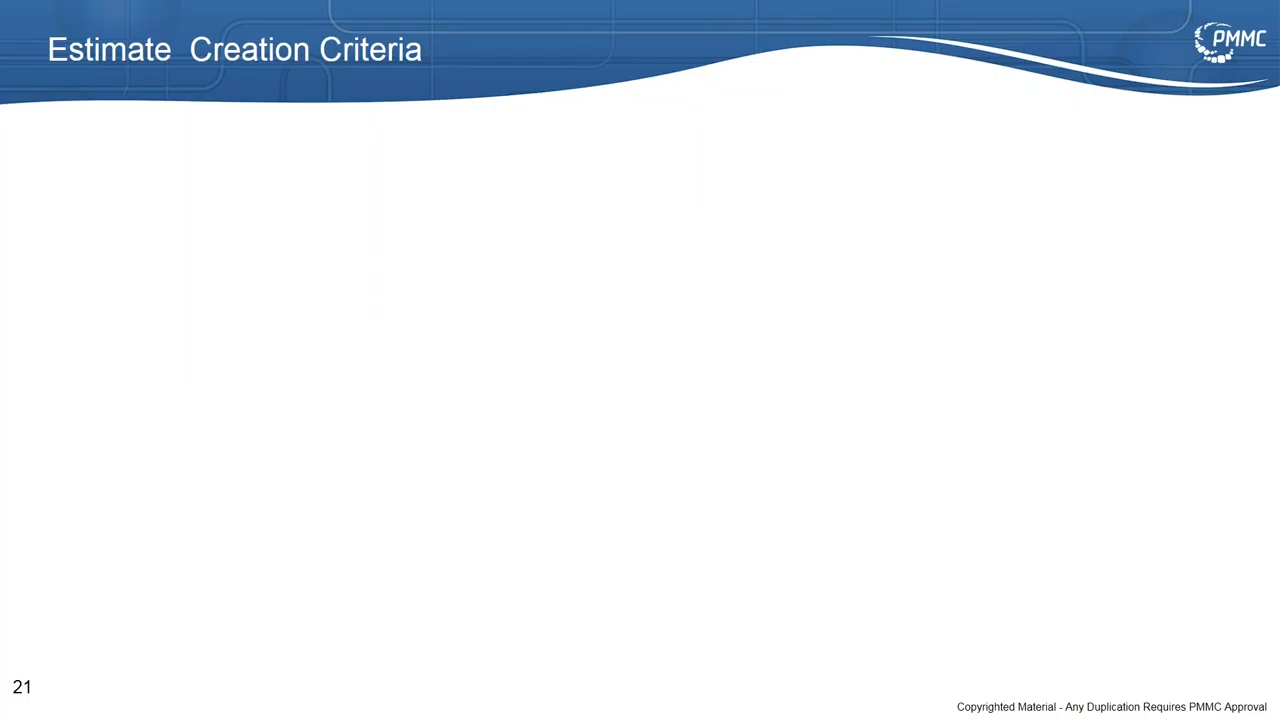 Estimate  Creation Criteria
PMMC
21
Copyrighted Material - Any Duplication Requires PMMC Approval